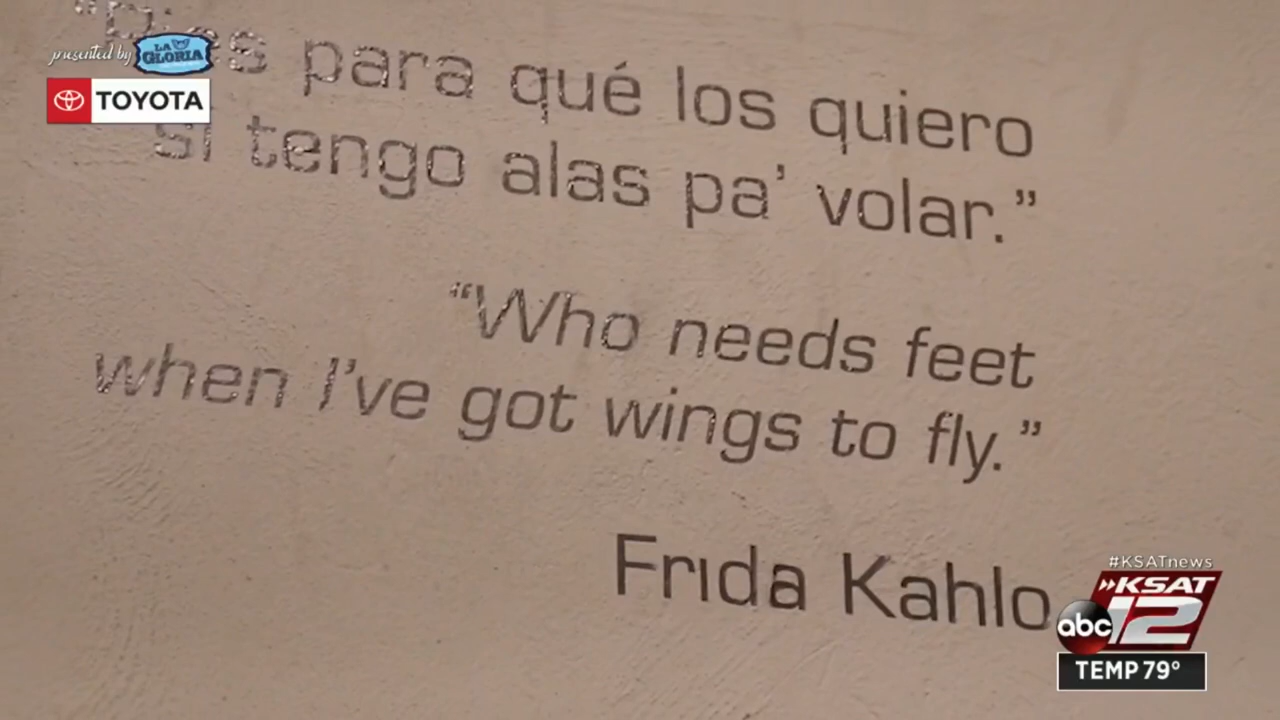 presented by LA GLORIA
TOYOTA
para qué los quiero
si tengo alas pa' volar.”
“Who needs feet
when I've got wings to fly.”
Frida Kahlo
#KSATnews
KSAT
abc 12
TEMP 79°